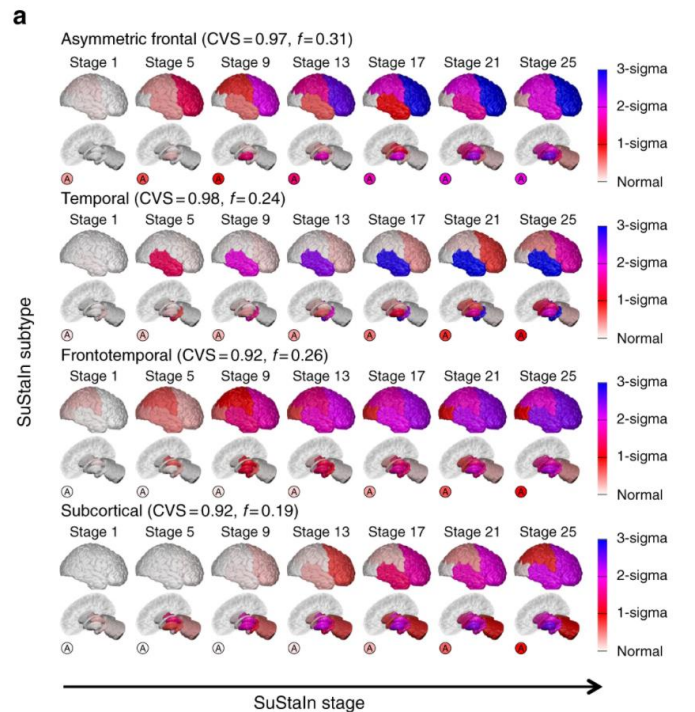 a
Asymmetric frontal (CVS = 0.97, f = 0.31)
Stage 1 Stage 5 Stage 9 Stage 13 Stage 17 Stage 21 Stage 25
3-sigma
2-sigma
1-sigma
Normal
A A A A A A A
Temporal (CVS = 0.98, f = 0.24)
Stage 1 Stage 5 Stage 9 Stage 13 Stage 17 Stage 21 Stage 25
3-sigma
2-sigma
1-sigma
Normal
A A A A A A A
SuStaIn subtype
Frontotemporal (CVS = 0.92, f = 0.26)
Stage 1 Stage 5 Stage 9 Stage 13 Stage 17 Stage 21 Stage 25
3-sigma
2-sigma
1-sigma
Normal
A A A A A A A
Subcortical (CVS = 0.92, f = 0.19)
Stage 1 Stage 5 Stage 9 Stage 13 Stage 17 Stage 21 Stage 25
3-sigma
2-sigma
1-sigma
Normal
A A A A A A A
SuStaIn stage